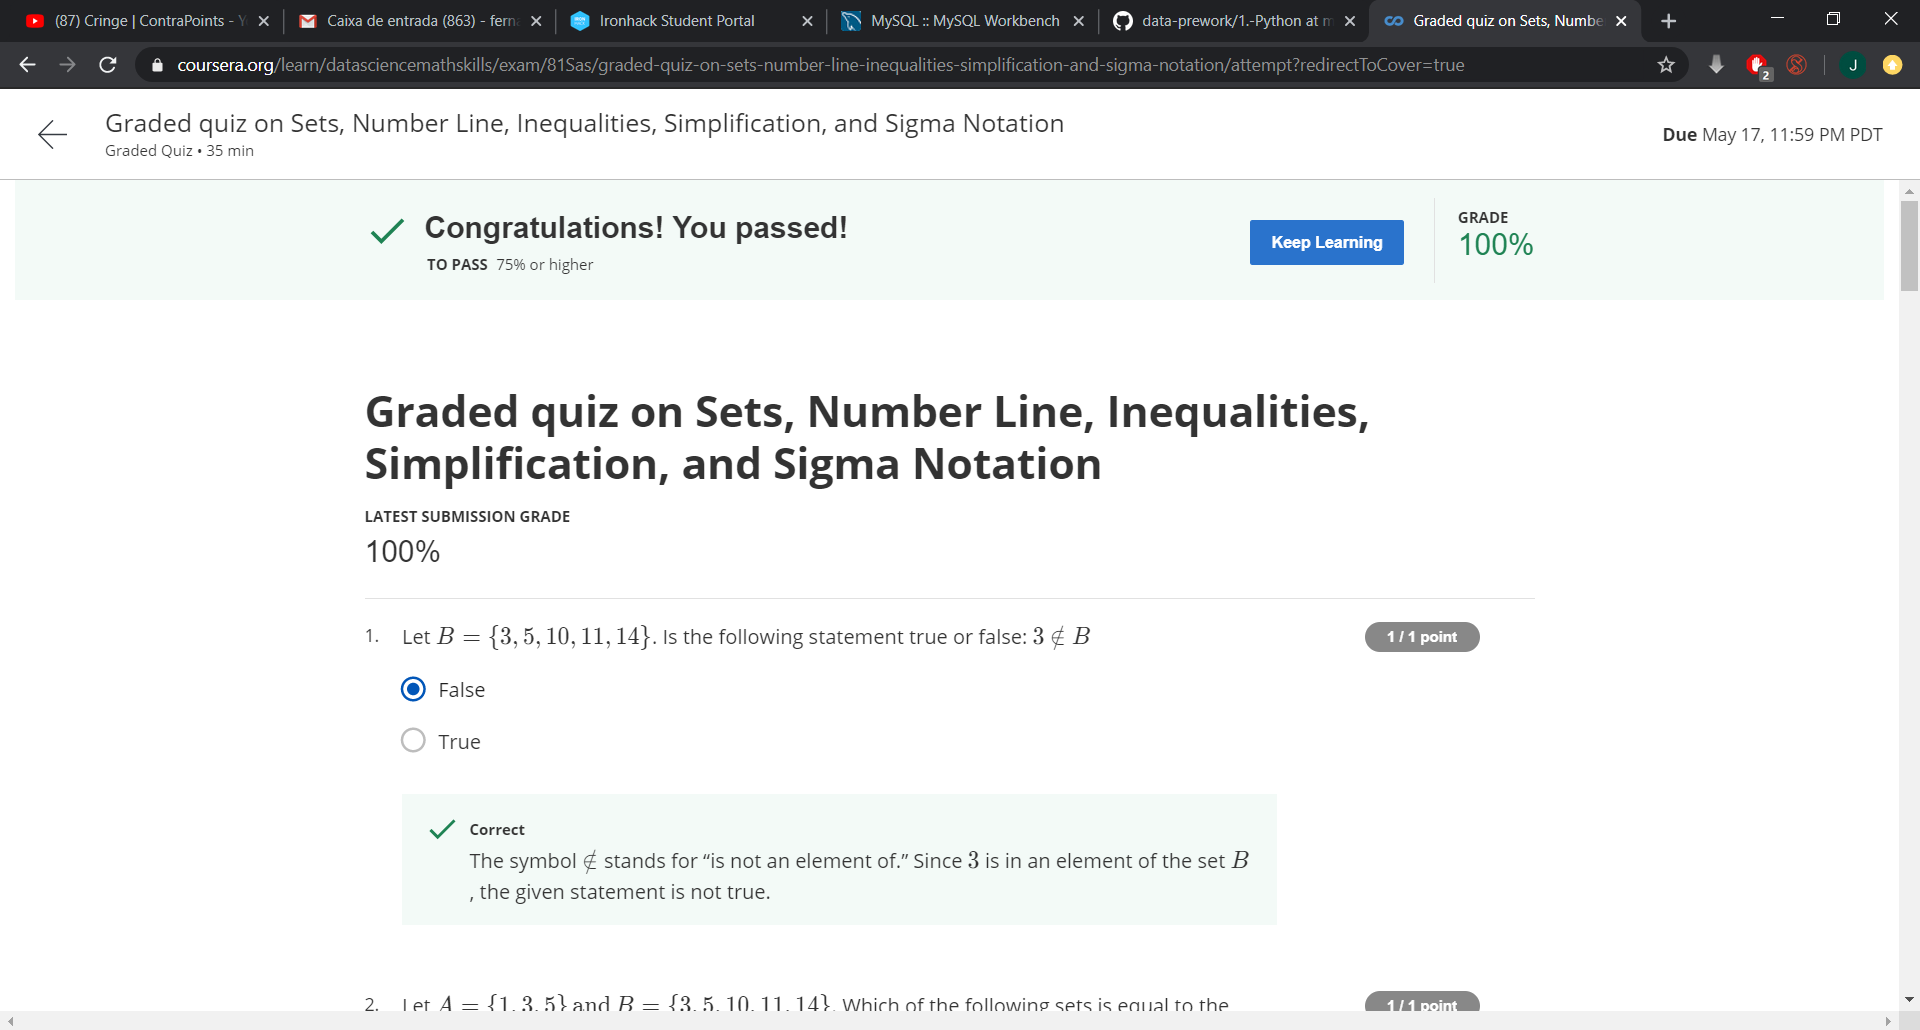 (87) Cringe | ContraPoints - Y
Caixa de entrada (863) - fern
Ironhack Student Portal
MySQL :: MySQL Workbench
data-prework/1.-Python at m
Graded quiz on Sets, Numbe
coursera.org/learn/datasciencemathskills/exam/81Sas/graded-quiz-on-sets-number-line-inequalities-simplification-and-sigma-notation/attempt?redirectToCover=true
2
J
Graded quiz on Sets, Number Line, Inequalities, Simplification, and Sigma Notation
Graded Quiz • 35 min
Due May 17, 11:59 PM PDT
Congratulations! You passed!
TO PASS 75% or higher
Keep Learning
GRADE
100%
Graded quiz on Sets, Number Line, Inequalities,
Simplification, and Sigma Notation
LATEST SUBMISSION GRADE
100%
1. Let B = {3, 5, 10, 11, 14}. Is the following statement true or false: 3 ∉ B
1 / 1 point
False
True
Correct
The symbol ∉ stands for “is not an element of.” Since 3 is in an element of the set B
, the given statement is not true.
2. Let A = {1, 3, 5} and B = {3, 5, 10, 11, 14}. Which of the following sets is equal to the
1 / 1 point